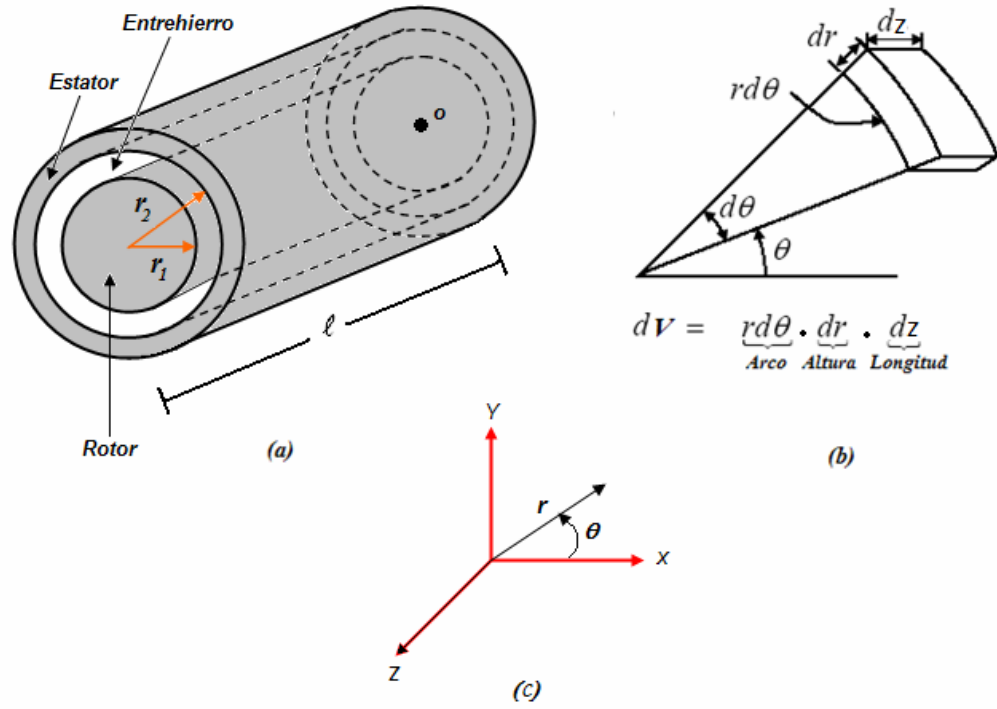 Entrehierro
Estator
o
r2
r1
ℓ
Rotor
(a)
dr
dz
rdθ
dθ
θ
dV = rdθ . dr . dz
Arco Altura Longitud
(b)
Y
r
θ
X
Z
(c)